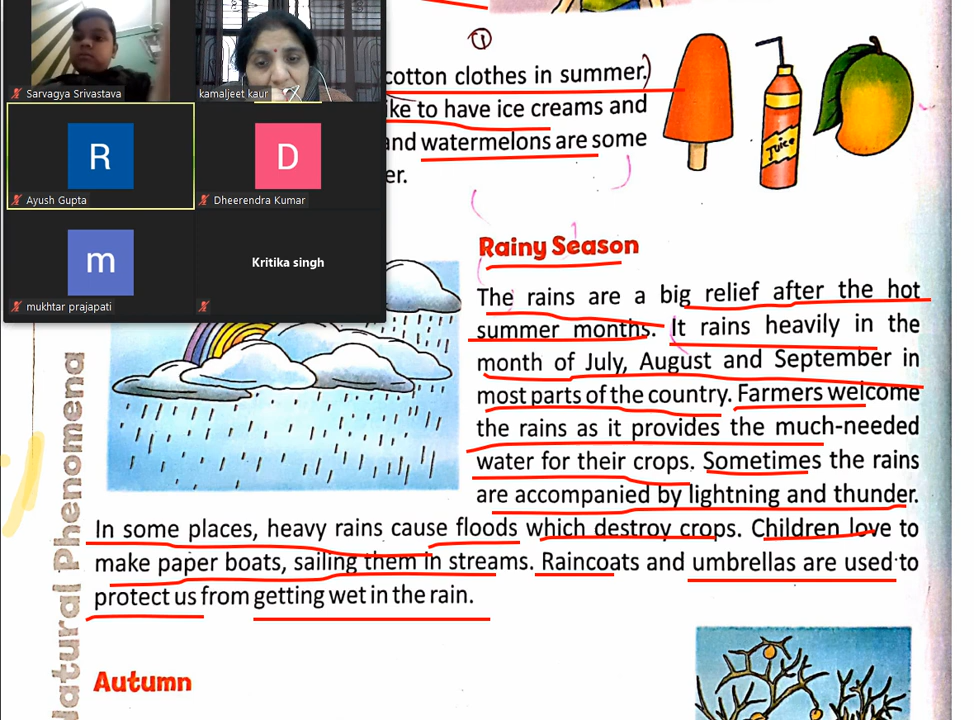 Sarvagya Srivastava
kamaljeet kaur
R
Ayush Gupta
D
Dheerendra Kumar
m
mukhtar prajapati
Kritika singh
1
cotton clothes in summer.)
ike to have ice creams and
and watermelons are some
er.
Juice
Rainy Season
The rains are a big relief after the hot
summer months. It rains heavily in the
month of July, August and September in
most parts of the country. Farmers welcome
the rains as it provides the much-needed
water for their crops. Sometimes the rains
are accompanied by lightning and thunder.
In some places, heavy rains cause floods which destroy crops. Children love to
make paper boats, sailing them in streams. Raincoats and umbrellas are used to
protect us from getting wet in the rain.
Natural Phenomena
Autumn